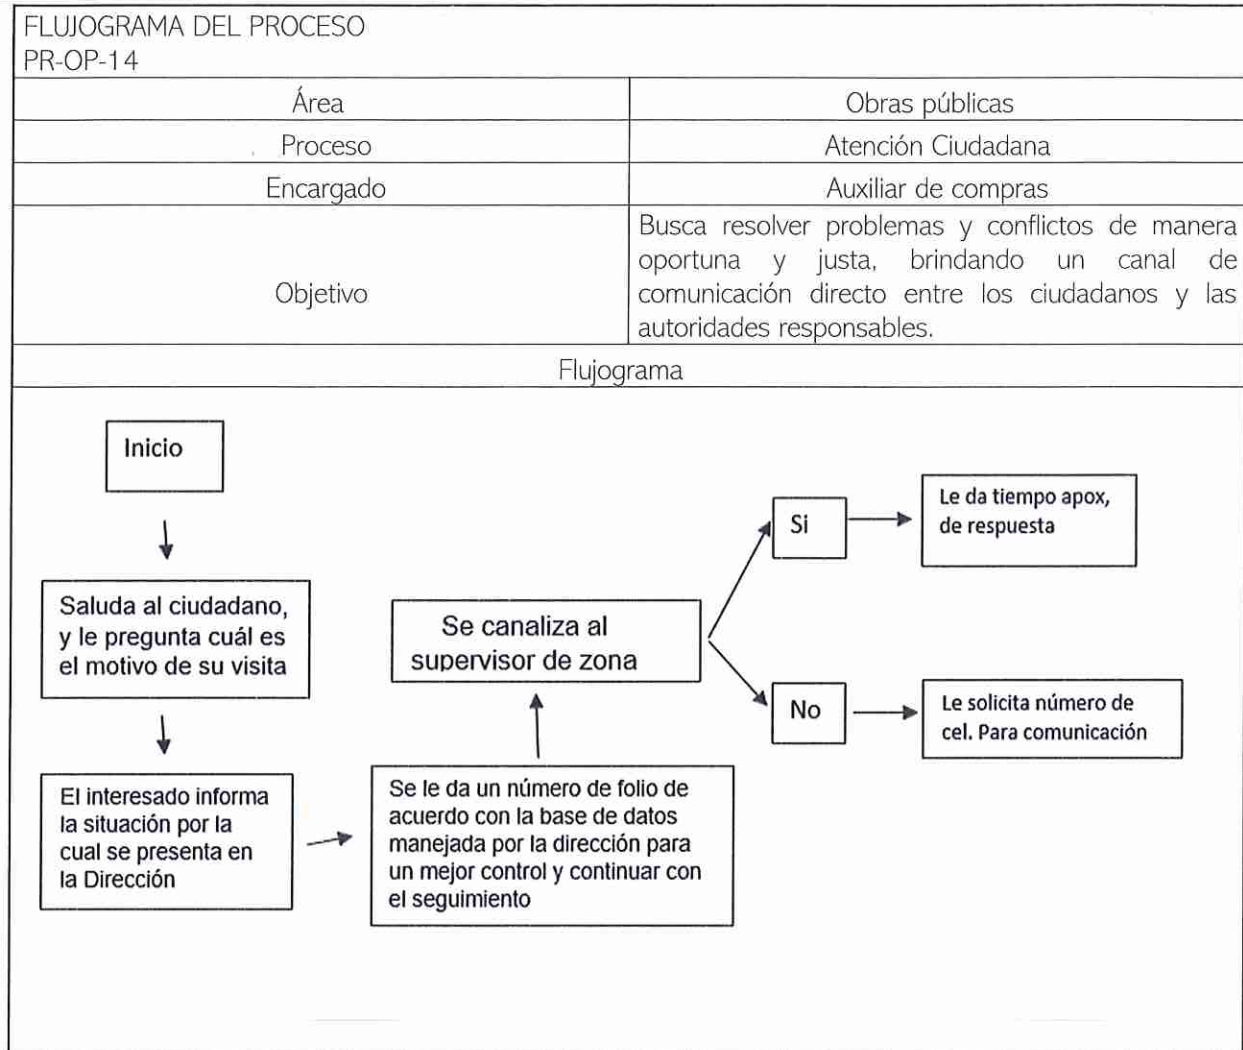 FLUJOGRAMA DEL PROCESO
PR-OP-14
Área
Obras públicas
Proceso
Atención Ciudadana
Encargado
Auxiliar de compras
Objetivo
Busca resolver problemas y conflictos de manera
oportuna y justa, brindando un canal de
comunicación directo entre los ciudadanos y las
autoridades responsables.
Flujograma
Inicio
Saluda al ciudadano,
y le pregunta cuál es
el motivo de su visita
El interesado informa
la situación por la
cual se presenta en
la Dirección
Se le da un número de folio de
acuerdo con la base de datos
manejada por la dirección para
un mejor control y continuar con
el seguimiento
Se canaliza al
supervisor de zona
Si
Le da tiempo apox,
de respuesta
No
Le solicita número de
cel. Para comunicación